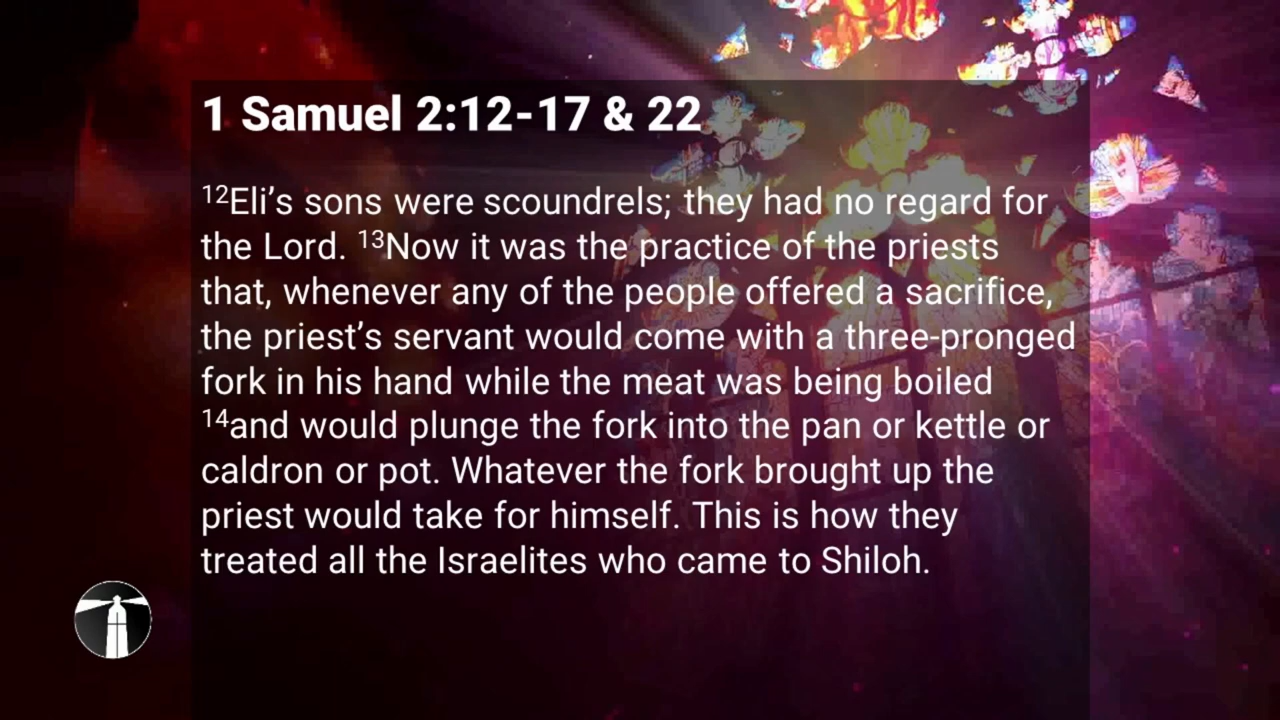 1 Samuel 2:12-17 & 22
¹²Eli’s sons were scoundrels; they had no regard for
the Lord. ¹³Now it was the practice of the priests
that, whenever any of the people offered a sacrifice,
the priest’s servant would come with a three-pronged
fork in his hand while the meat was being boiled
¹⁴and would plunge the fork into the pan or kettle or
caldron or pot. Whatever the fork brought up the
priest would take for himself. This is how they
treated all the Israelites who came to Shiloh.